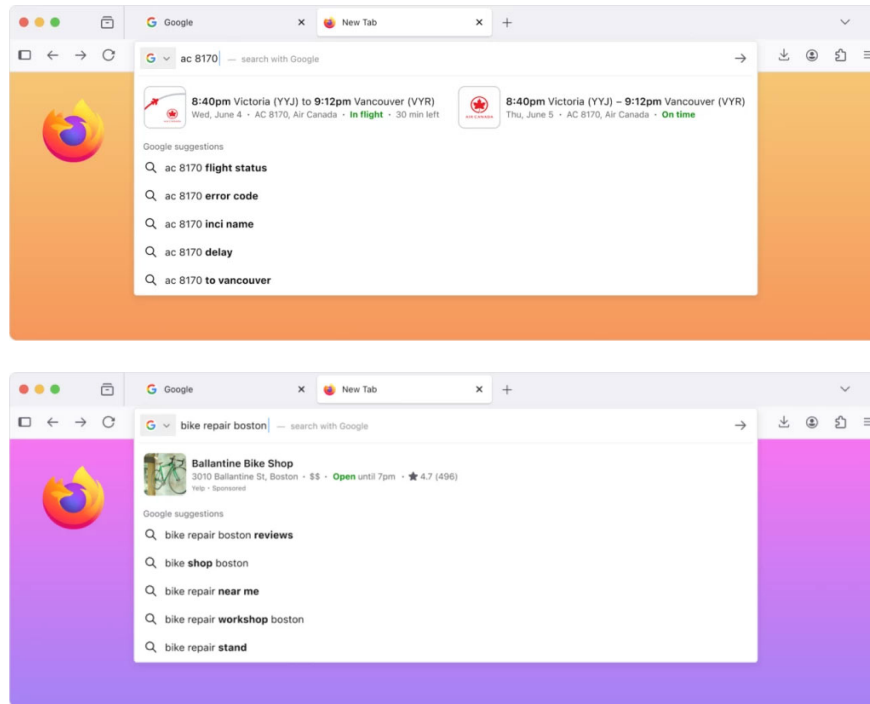 Google
New Tab
ac 8170 — search with Google
8:40pm Victoria (YYJ) to 9:12pm Vancouver (VYR)
Wed, June 4 · AC 8170, Air Canada · In flight · 30 min left
AIR CANADA
8:40pm Victoria (YYJ) – 9:12pm Vancouver (VYR)
Thu, June 5 · AC 8170, Air Canada · On time
Google suggestions
ac 8170 flight status
ac 8170 error code
ac 8170 inci name
ac 8170 delay
ac 8170 to vancouver
Google
New Tab
bike repair boston — search with Google
Ballantine Bike Shop
3010 Ballantine St, Boston · $$ · Open until 7pm · ★ 4.7 (496)
Yelp · Sponsored
Google suggestions
bike repair boston reviews
bike shop boston
bike repair near me
bike repair workshop boston
bike repair stand